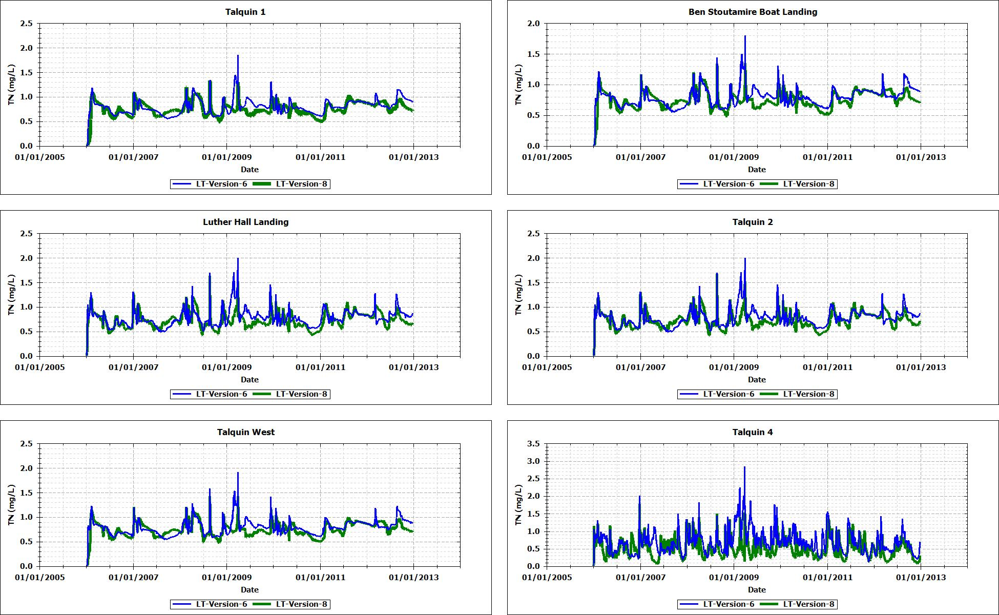 Talquin 1
TN (mg/L)
2.5
2.0
1.5
1.0
0.5
0.0
01/01/2005 01/01/2007 01/01/2009 01/01/2011 01/01/2013
Date
LT-Version-6 LT-Version-8
Ben Stoutamire Boat Landing
TN (mg/L)
2.0
1.5
1.0
0.5
0.0
01/01/2005 01/01/2007 01/01/2009 01/01/2011 01/01/2013
Date
LT-Version-6 LT-Version-8
Luther Hall Landing
TN (mg/L)
2.5
2.0
1.5
1.0
0.5
0.0
01/01/2005 01/01/2007 01/01/2009 01/01/2011 01/01/2013
Date
LT-Version-6 LT-Version-8
Talquin 2
TN (mg/L)
2.5
2.0
1.5
1.0
0.5
0.0
01/01/2005 01/01/2007 01/01/2009 01/01/2011 01/01/2013
Date
LT-Version-6 LT-Version-8
Talquin West
TN (mg/L)
2.5
2.0
1.5
1.0
0.5
0.0
01/01/2005 01/01/2007 01/01/2009 01/01/2011 01/01/2013
Date
LT-Version-6 LT-Version-8
Talquin 4
TN (mg/L)
3.5
3.0
2.5
2.0
1.5
1.0
0.5
0.0
01/01/2005 01/01/2007 01/01/2009 01/01/2011 01/01/2013
Date
LT-Version-6 LT-Version-8